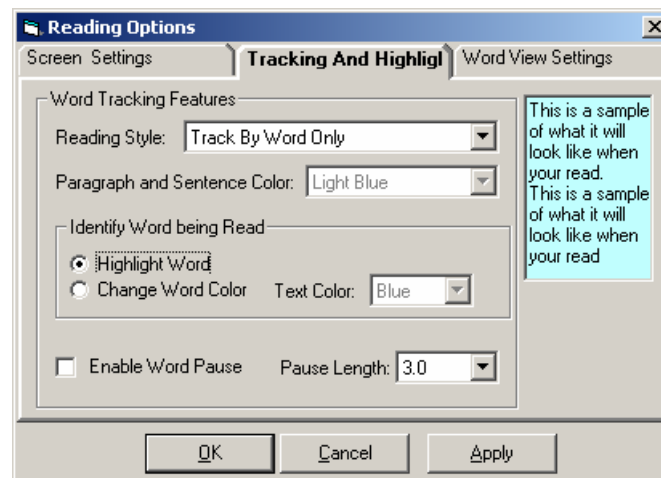 Reading Options
Screen Settings Tracking And Highligl Word View Settings
Word Tracking Features
Reading Style: Track By Word Only
Paragraph and Sentence Color: Light Blue
Identify Word being Read
Highlight Word
Change Word Color Text Color: Blue
Enable Word Pause Pause Length: 3.0
This is a sample
of what it will
look like when
your read.
This is a sample
of what it will
look like when
your read
OK Cancel Apply